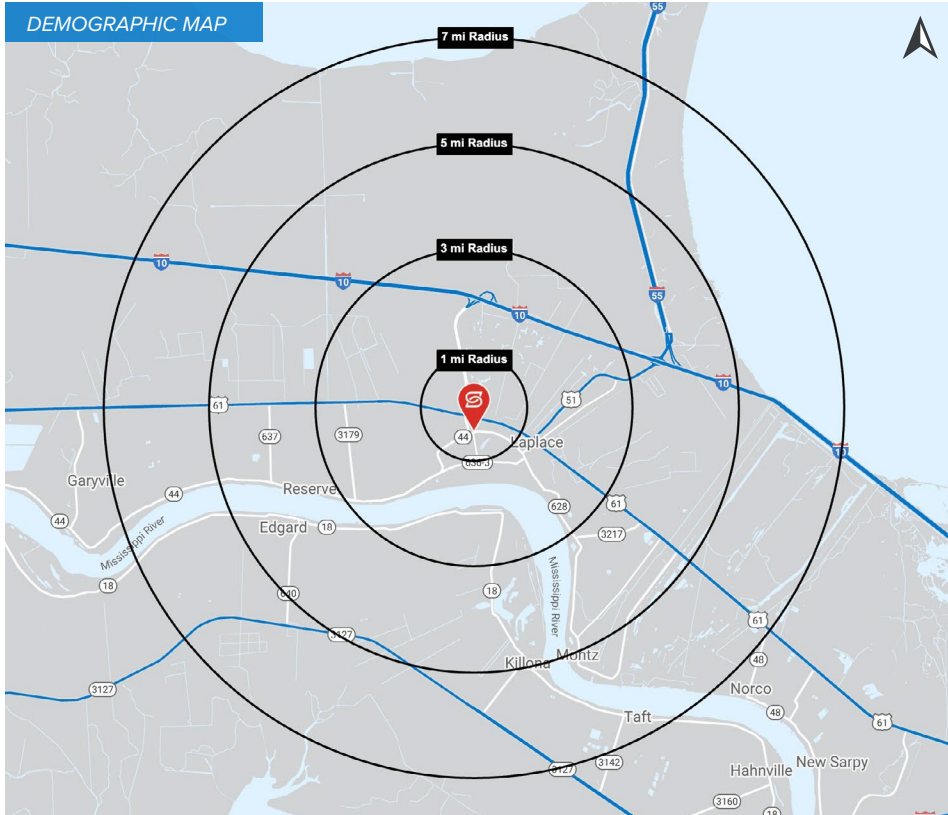 DEMOGRAPHIC MAP
55
7 mi Radius
5 mi Radius
3 mi Radius
10
10
55
10
1 mi Radius
10
51
61
637
3179
44
Laplace
10
636-3
Garyville
44
Reserve
628
61
44
Edgard
18
3217
Mississippi River
Mississippi River
18
18
640
61
3127
Killona
Montz
48
3127
Norco
Taft
48
61
3142
New Sarpy
3127
Hahnville
3160
18